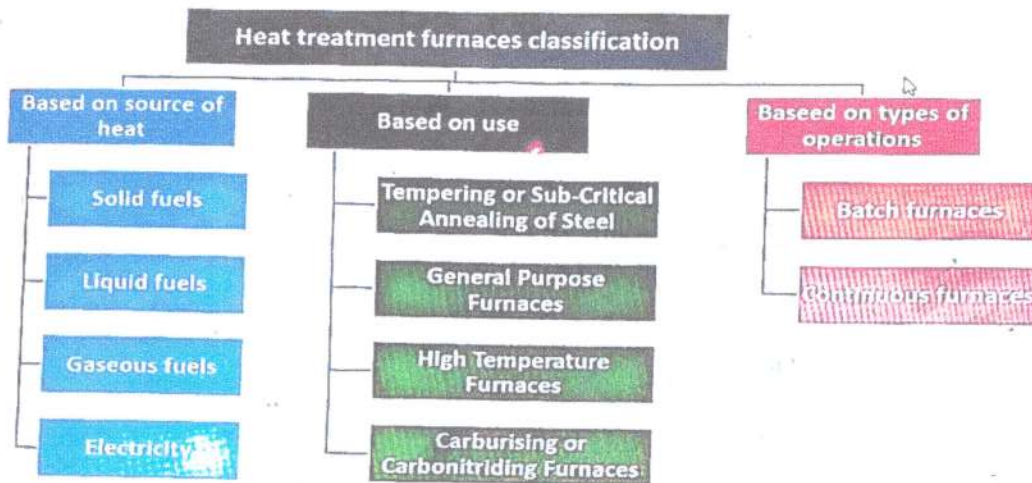 Heat treatment furnaces classification
Based on source of
heat
Solid fuels
Liquid fuels
Gaseous fuels
Electricity
Based on use
Tempering or Sub-Critical
Annealing of Steel
General Purpose
Furnaces
HIgh Temperature
Furnaces
Carburising or
Carbonitriding Furnaces
Baseed on types of
operations
Batch furnaces
Continuous furnaces